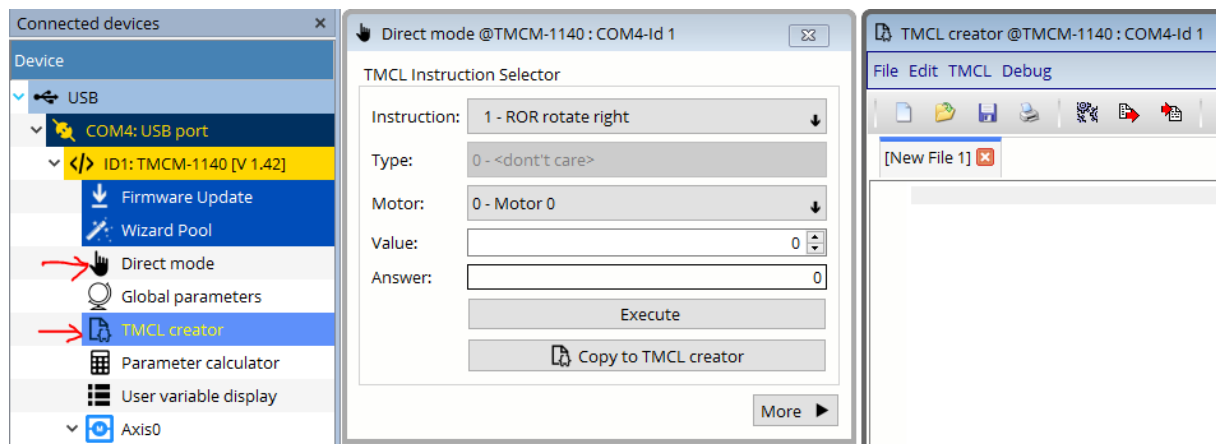 Connected devices
Device
USB
COM4: USB port
ID1: TMCM-1140 [V 1.42]
Firmware Update
Wizard Pool
Direct mode
Global parameters
TMCL creator
Parameter calculator
User variable display
Axis0
Direct mode @TMCM-1140 : COM4-Id 1
TMCL Instruction Selector
Instruction: 1 - ROR rotate right
Type: 0 - <don't care>
Motor: 0 - Motor 0
Value: 0
Answer: 0
Execute
Copy to TMCL creator
More
TMCL creator @TMCM-1140 : COM4-Id 1
File Edit TMCL Debug
[New File 1]